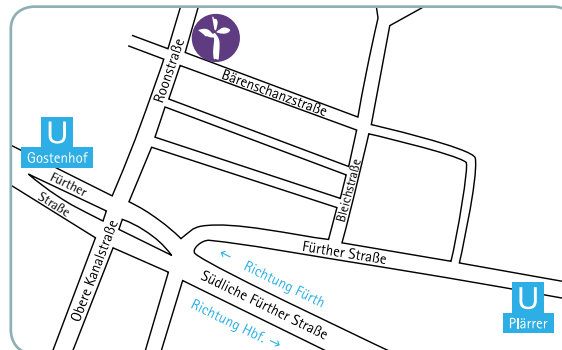 Roonstraße
Bärenschanzstraße
U
Gostenhof
Fürther
Straße
Bleichstraße
Obere Kanalstraße
Fürther Straße
← Richtung Fürth
Südliche Fürther Straße
Richtung Hbf. →
U
Plärrer